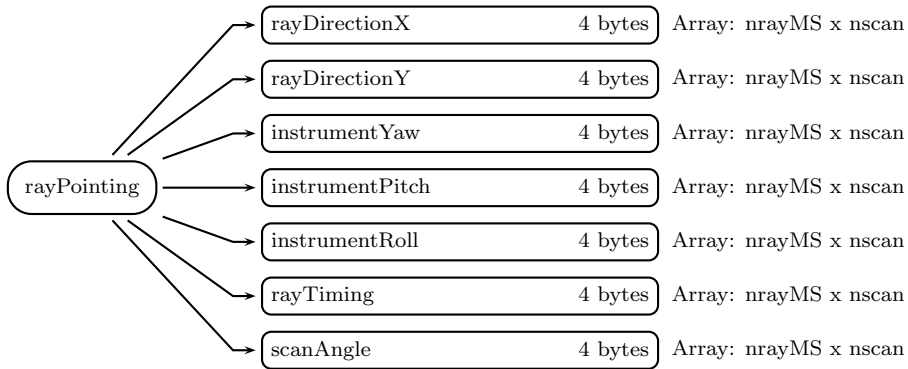 rayDirectionX 4 bytes Array: nrayMS x nscan
rayDirectionY 4 bytes Array: nrayMS x nscan
instrumentYaw 4 bytes Array: nrayMS x nscan
rayPointing instrumentPitch 4 bytes Array: nrayMS x nscan
instrumentRoll 4 bytes Array: nrayMS x nscan
rayTiming 4 bytes Array: nrayMS x nscan
scanAngle 4 bytes Array: nrayMS x nscan